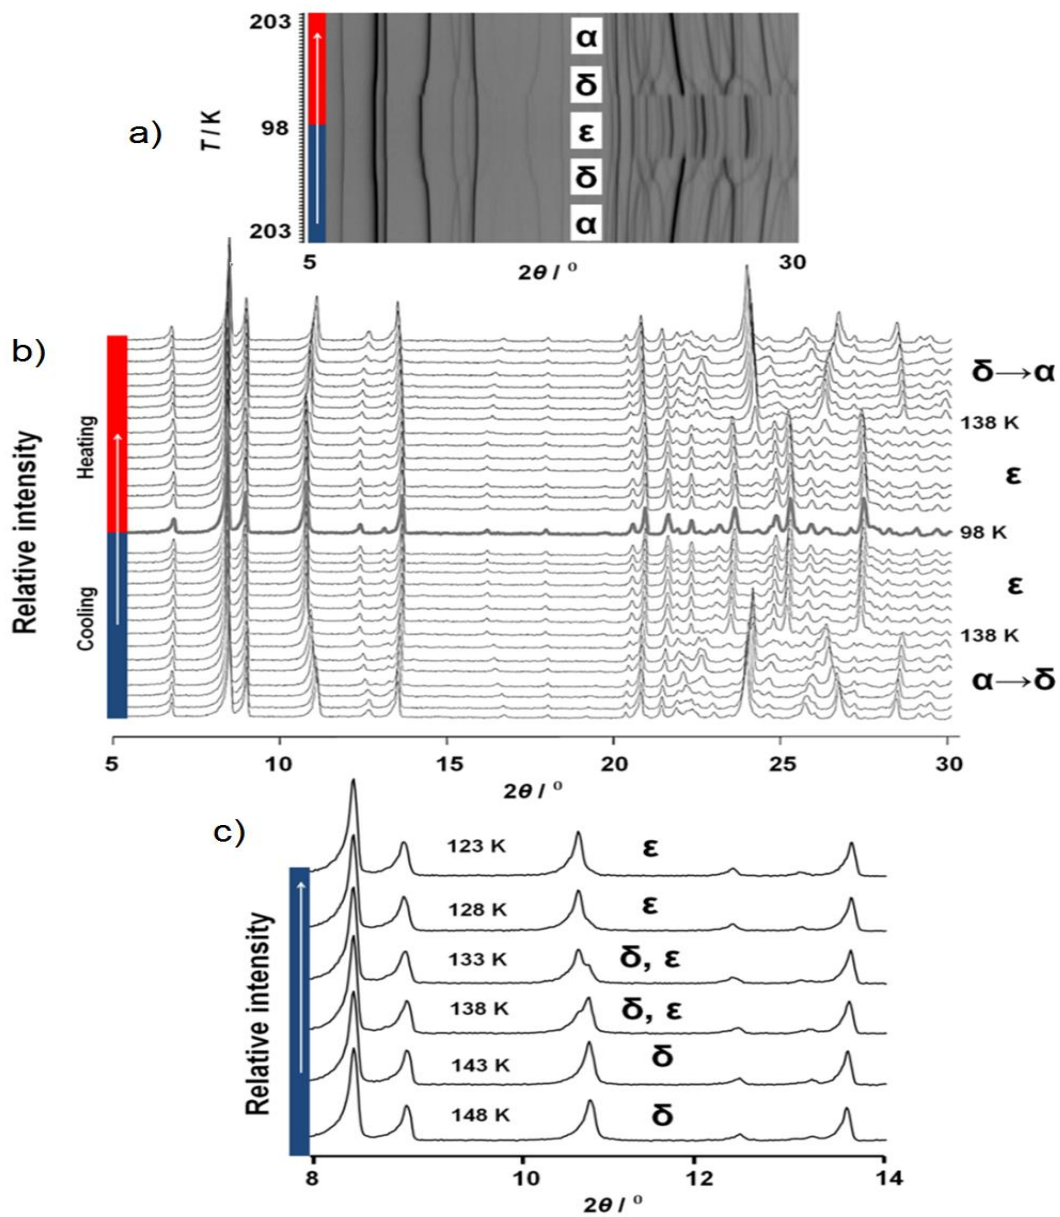 a)
T / K
203
98
203
α
δ
ε
δ
α
5
30
2θ / °
b)
Relative intensity
Heating
Cooling
δ→α
138 K
ε
98 K
ε
138 K
α→δ
5
10
15
20
25
30
2θ / °
c)
Relative intensity
123 K ε
128 K ε
133 K δ, ε
138 K δ, ε
143 K δ
148 K δ
8
10
12
14
2θ / °